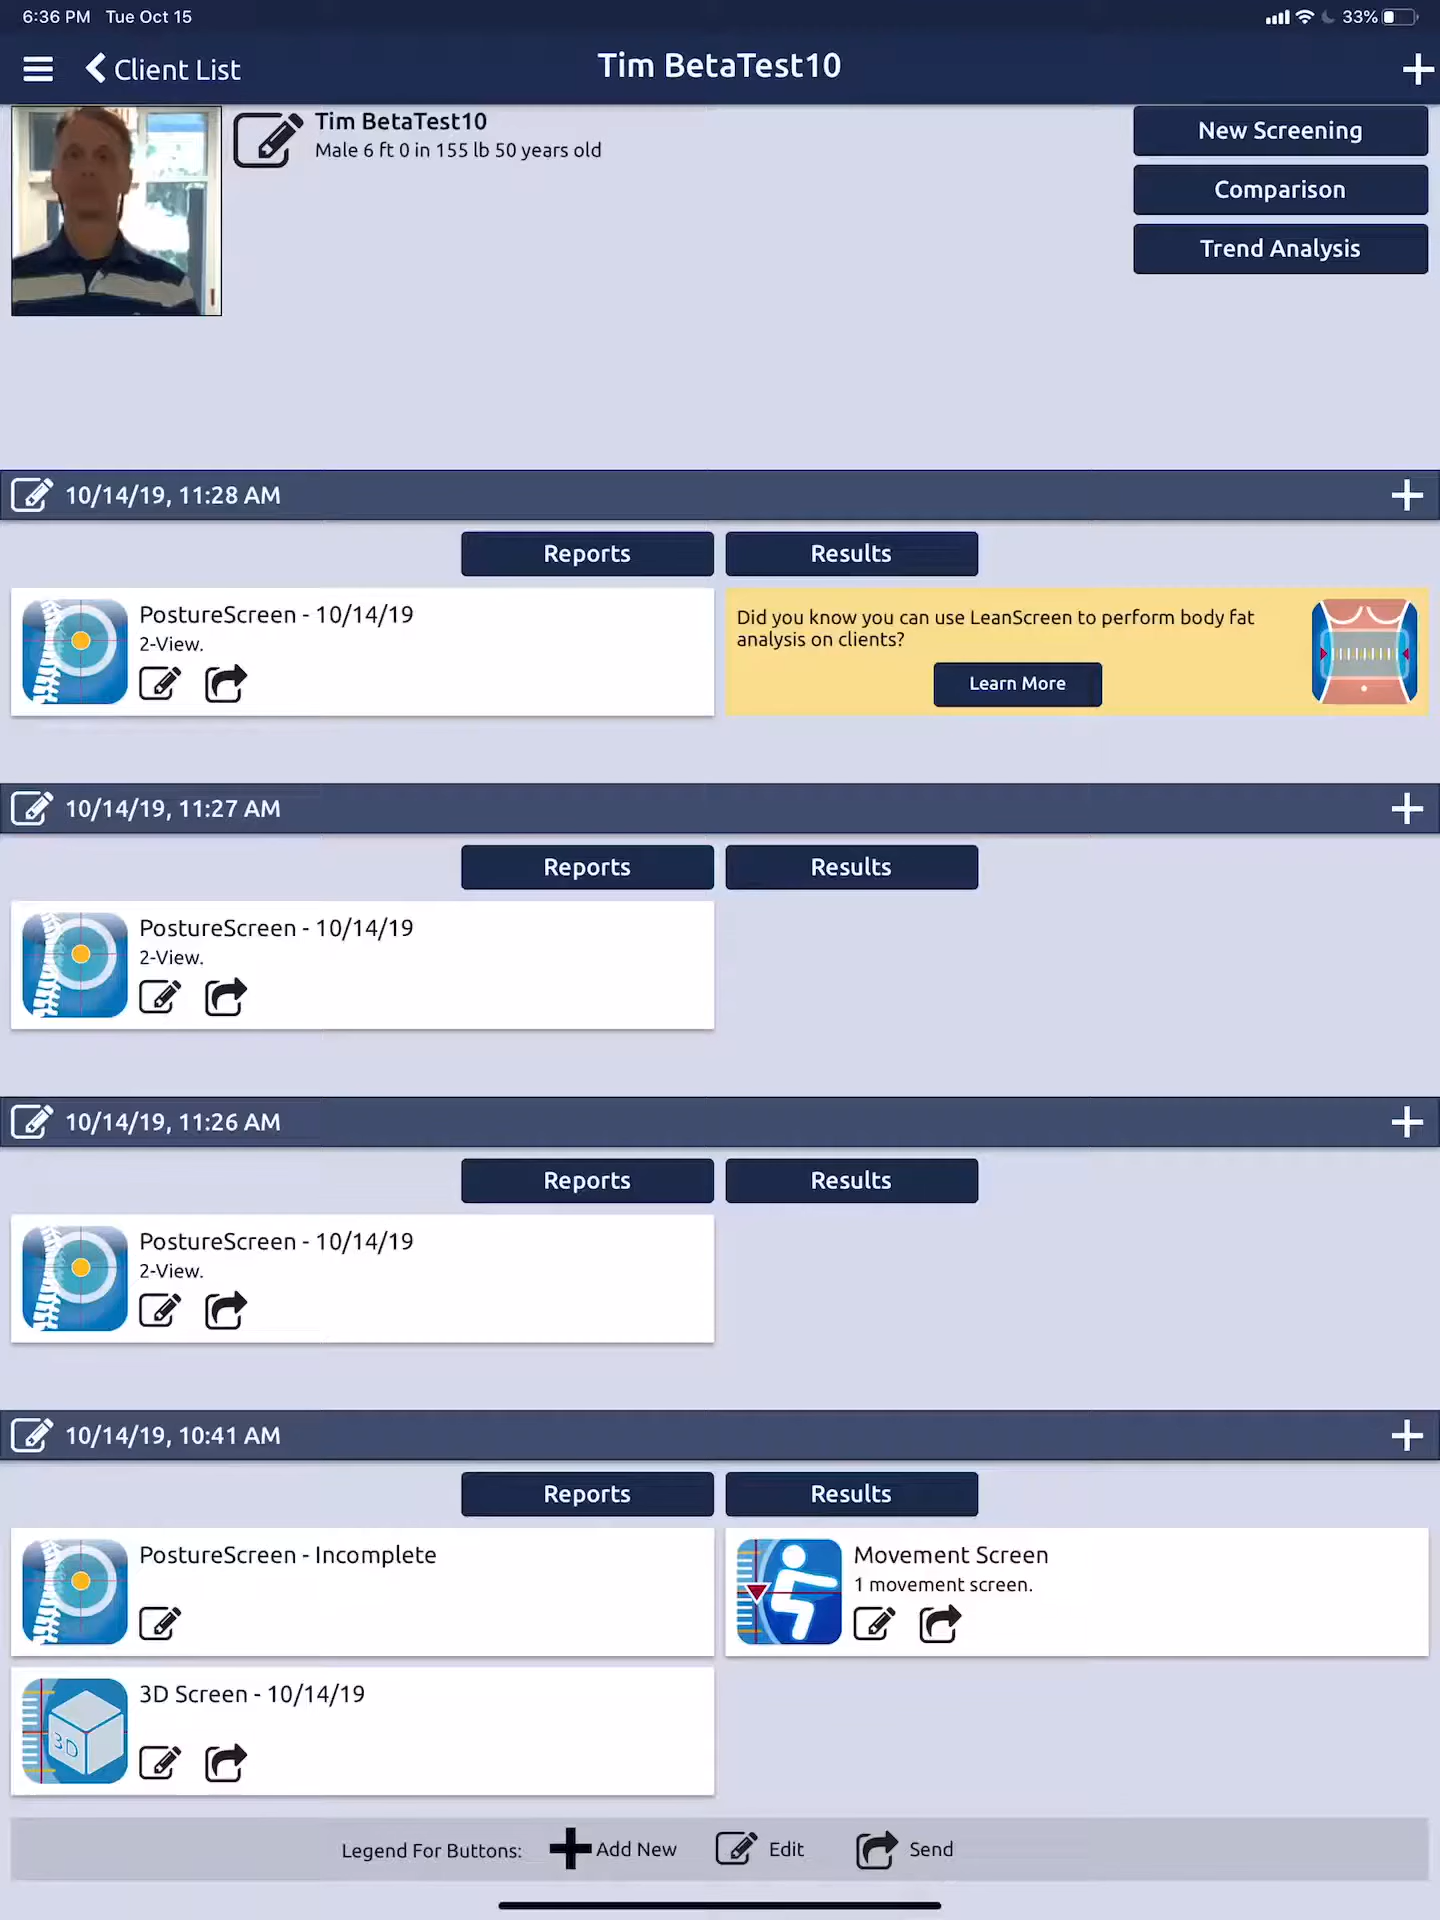 6:36 PM Tue Oct 15 33%
Client List Tim BetaTest10
Tim BetaTest10
Male 6 ft 0 in 155 lb 50 years old
New Screening
Comparison
Trend Analysis
10/14/19, 11:28 AM
Reports Results
PostureScreen - 10/14/19
2-View.
Did you know you can use LeanScreen to perform body fat
analysis on clients?
Learn More
10/14/19, 11:27 AM
Reports Results
PostureScreen - 10/14/19
2-View.
10/14/19, 11:26 AM
Reports Results
PostureScreen - 10/14/19
2-View.
10/14/19, 10:41 AM
Reports Results
PostureScreen - Incomplete
Movement Screen
1 movement screen.
3D
3D Screen - 10/14/19
Legend For Buttons: Add New Edit Send